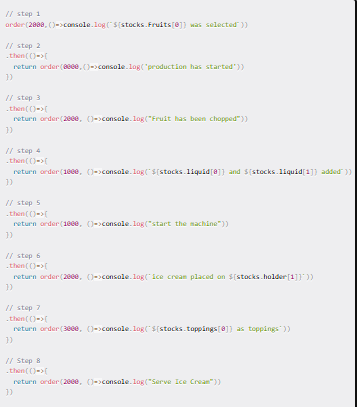 // step 1
order(2000,()=>console.log(`${stocks.Fruits[0]} was selected`))
// step 2
.then(()=>{
return order(0000,()=>console.log('production has started'))
})
// step 3
.then(()=>{
return order(2000, ()=>console.log("Fruit has been chopped"))
})
// step 4
.then(()=>{
return order(1000, ()=>console.log(`${stocks.liquid[0]} and ${stocks.liquid[1]} added`))
})
// step 5
.then(()=>{
return order(1000, ()=>console.log("start the machine"))
})
// step 6
.then(()=>{
return order(2000, ()=>console.log(`ice cream placed on ${stocks.holder[1]}`))
})
// step 7
.then(()=>{
return order(3000, ()=>console.log(`${stocks.toppings[0]} as toppings`))
})
// Step 8
.then(()=>{
return order(2000, ()=>console.log("Serve Ice Cream"))
})